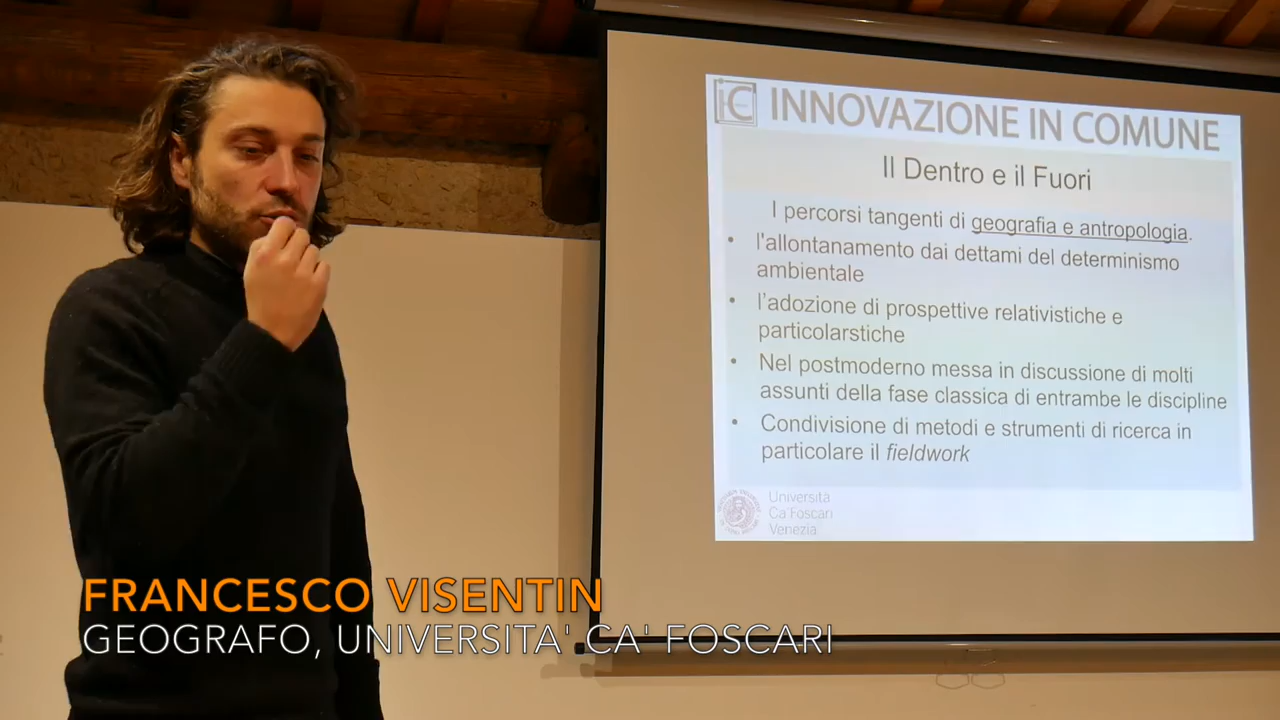 iC INNOVAZIONE IN COMUNE
Il Dentro e il Fuori
I percorsi tangenti di geografia e antropologia.
• l'allontanamento dai dettami del determinismo
ambientale
• l'adozione di prospettive relativistiche e
particolarstiche
• Nel postmoderno messa in discussione di molti
assunti della fase classica di entrambe le discipline
• Condivisione di metodi e strumenti di ricerca in
particolare il fieldwork
Università
Ca'Foscari
Venezia
FRANCESCO VISENTIN
GEOGRAFO, UNIVERSITA' CA' FOSCARI